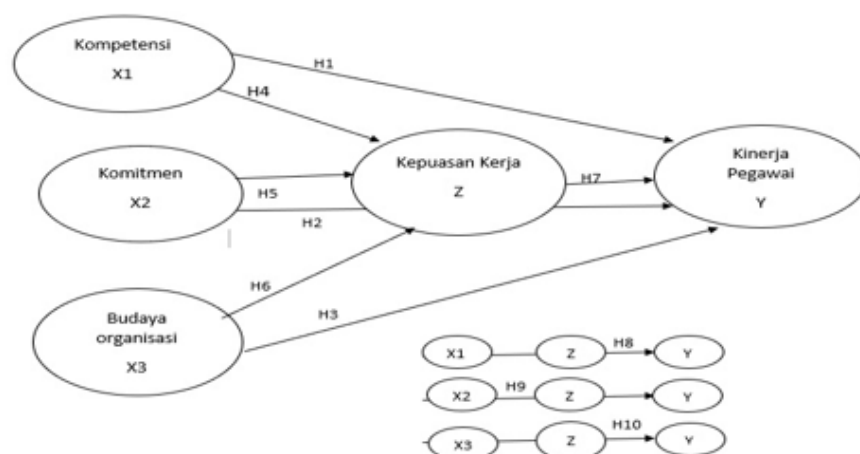 Kompetensi
X1
H1
H4
Komitmen
X2
H5
H2
Kepuasan Kerja
Z
H7
Kinerja
Pegawai
Y
H6
Budaya
organisasi
X3
H3
X1 Z H8 Y
X2 H9 Z Y
X3 Z H10 Y